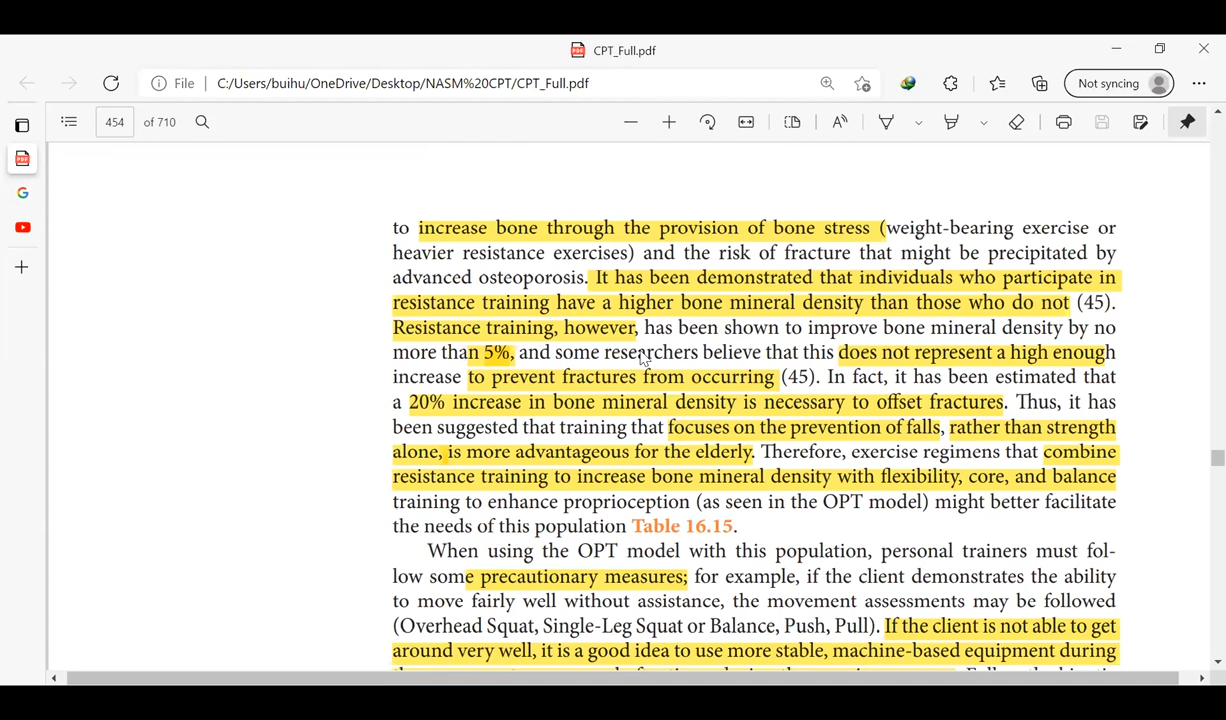 CPT_Full.pdf
File | C:/Users/buihu/OneDrive/Desktop/NASM%20CPT/CPT_Full.pdf
Not syncing
454 of 710
to increase bone through the provision of bone stress (weight-bearing exercise or
heavier resistance exercises) and the risk of fracture that might be precipitated by
advanced osteoporosis. It has been demonstrated that individuals who participate in
resistance training have a higher bone mineral density than those who do not (45).
Resistance training, however, has been shown to improve bone mineral density by no
more than 5%, and some researchers believe that this does not represent a high enough
increase to prevent fractures from occurring (45). In fact, it has been estimated that
a 20% increase in bone mineral density is necessary to offset fractures. Thus, it has
been suggested that training that focuses on the prevention of falls, rather than strength
alone, is more advantageous for the elderly. Therefore, exercise regimens that combine
resistance training to increase bone mineral density with flexibility, core, and balance
training to enhance proprioception (as seen in the OPT model) might better facilitate
the needs of this population Table 16.15.
When using the OPT model with this population, personal trainers must fol-
low some precautionary measures; for example, if the client demonstrates the ability
to move fairly well without assistance, the movement assessments may be followed
(Overhead Squat, Single-Leg Squat or Balance, Push, Pull). If the client is not able to get
around very well, it is a good idea to use more stable, machine-based equipment during